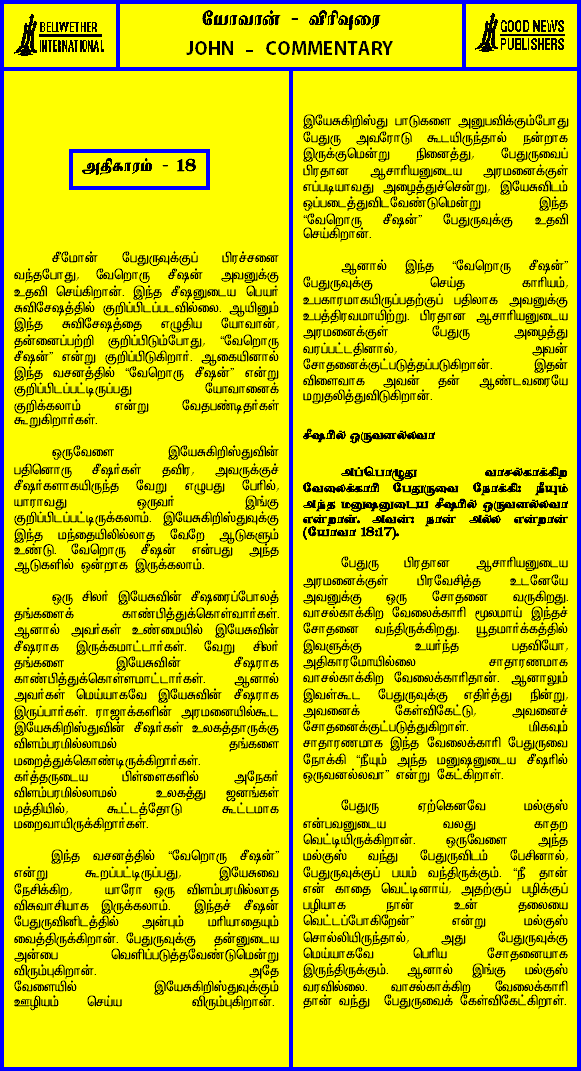 BELIWETHER
INTERNATIONAL
யோவான் - விரிவுரை
JOHN - COMMENTARY
GOOD NEWS
PUBLISHERS
அதிகாரம் - 18
சீமோன் பேதுருவுக்குப் பிரச்சனை
வந்தபோது, வேறொரு சீஷன் அவனுக்கு
உதவி செய்கிறான். இந்த சீஷனுடைய பெயர்
சுவிசேஷத்தில் குறிப்பிடப்படவில்லை. ஆயினும்
இந்த சுவிசேஷத்தை எழுதிய யோவான்,
தன்னைப்பற்றி குறிப்பிடும்போது, “வேறொரு
சீஷன்” என்று குறிப்பிடுகிறார். ஆகையினால்
இந்த வசனத்தில் “வேறொரு சீஷன்” என்று
குறிப்பிடப்பட்டிருப்பது யோவானைக்
குறிக்கலாம் என்று வேதபண்டிதர்கள்
கூறுகிறார்கள்.
ஒருவேளை இயேசுகிறிஸ்துவின்
பதினொரு சீஷர்கள் தவிர, அவருக்குச்
சீஷர்களாகயிருந்த வேறு எழுபது பேரில்,
யாராவது ஒருவர் இங்கு
குறிப்பிடப்பட்டிருக்கலாம். இயேசுகிறிஸ்துவுக்கு
இந்த மந்தையிலில்லாத வேறே ஆடுகளும்
உண்டு. வேறொரு சீஷன் என்பது அந்த
ஆடுகளில் ஒன்றாக இருக்கலாம்.
ஒரு சிலர் இயேசுவின் சீஷரைப்போலத்
தங்களைக் காண்பித்துக்கொள்வார்கள்.
ஆனால் அவர்கள் உண்மையில் இயேசுவின்
சீஷராக இருக்கமாட்டார்கள். வேறு சிலர்
தங்களை இயேசுவின் சீஷராக
காண்பித்துக்கொள்ளமாட்டார்கள். ஆனால்
அவர்கள் மெய்யாகவே இயேசுவின் சீஷராக
இருப்பார்கள். ராஜாக்களின் அரமனையில்கூட
இயேசுகிறிஸ்துவின் சீஷர்கள் உலகத்தாருக்கு
விளம்பரமில்லாமல் தங்களை
மறைத்துக்கொண்டிருக்கிறார்கள்.
கர்த்தருடைய பிள்ளைகளில் அநேகர்
விளம்பரமில்லாமல் உலகத்து ஜனங்கள்
மத்தியில், கூட்டத்தோடு கூட்டமாக
மறைவாயிருக்கிறார்கள்.
இந்த வசனத்தில் “வேறொரு சீஷன்”
என்று கூறப்பட்டிருப்பது, இயேசுவை
நேசிக்கிற, யாரோ ஒரு விளம்பரமில்லாத
விசுவாசியாக இருக்கலாம். இந்தச் சீஷன்
பேதுருவினிடத்தில் அன்பும் மரியாதையும்
வைத்திருக்கிறான். பேதுருவுக்கு தன்னுடைய
அன்பை வெளிப்படுத்தவேண்டுமென்று
விரும்புகிறான். அதே
வேளையில் இயேசுகிறிஸ்துவுக்கும்
ஊழியம் செய்ய விரும்புகிறான்.
இயேசுகிறிஸ்து பாடுகளை அனுபவிக்கும்போது
பேதுரு அவரோடு கூடயிருந்தால் நன்றாக
இருக்குமென்று நினைத்து, பேதுருவைப்
பிரதான ஆசாரியனுடைய அரமனைக்குள்
எப்படியாவது அழைத்துச்சென்று, இயேசுவிடம்
ஒப்படைத்துவிடவேண்டுமென்று இந்த
“வேறொரு சீஷன்” பேதுருவுக்கு உதவி
செய்கிறான்.
ஆனால் இந்த “வேறொரு சீஷன்”
பேதுருவுக்கு செய்த காரியம்,
உபகாரமாகயிருப்பதற்குப் பதிலாக அவனுக்கு
உபத்திரவமாயிற்று. பிரதான ஆசாரியனுடைய
அரமனைக்குள் பேதுரு அழைத்து
வரப்பட்டதினால், அவன்
சோதனைக்குட்படுத்தப்படுகிறான். இதன்
விளைவாக அவன் தன் ஆண்டவரையே
மறுதலித்துவிடுகிறான்.
சீஷரில் ஒருவனல்லவா
அப்பொழுது வாசல்காக்கிற
வேலைக்காரி பேதுருவை நோக்கி: நீயும்
அந்த மனுஷனுடைய சீஷரில் ஒருவனல்லவா
என்றாள். அவன்: நான் அல்ல என்றான்
(யோவா 18:17).
பேதுரு பிரதான ஆசாரியனுடைய
அரமனைக்குள் பிரவேசித்த உடனேயே
அவனுக்கு ஒரு சோதனை வருகிறது.
வாசல்காக்கிற வேலைக்காரி மூலமாய் இந்தச்
சோதனை வந்திருக்கிறது. யூதமார்க்கத்தில்
இவளுக்கு உயர்ந்த பதவியோ,
அதிகாரமோயில்லை சாதாரணமாக
வாசல்காக்கிற வேலைக்காரிதான். ஆனாலும்
இவள்கூட பேதுருவுக்கு எதிர்த்து நின்று,
அவனைக் கேள்விகேட்டு, அவனைச்
சோதனைக்குட்படுத்துகிறாள். மிகவும்
சாதாரணமாக இந்த வேலைக்காரி பேதுருவை
நோக்கி “நீயும் அந்த மனுஷனுடைய சீஷரில்
ஒருவனல்லவா” என்று கேட்கிறாள்.
பேதுரு ஏற்கெனவே மல்குஸ்
என்பவனுடைய வலது காதற
வெட்டியிருக்கிறான். ஒருவேளை அந்த
மல்குஸ் வந்து பேதுருவிடம் பேசினால்,
பேதுருவுக்குப் பயம் வந்திருக்கும். “நீ தான்
என் காதை வெட்டினாய், அதற்குப் பழிக்குப்
பழியாக நான் உன் தலையை
வெட்டப்போகிறேன்” என்று மல்குஸ்
சொல்லியிருந்தால், அது பேதுருவுக்கு
மெய்யாகவே பெரிய சோதனையாக
இருந்திருக்கும். ஆனால் இங்கு மல்குஸ்
வரவில்லை. வாசல்காக்கிற வேலைக்காரி
தான் வந்து பேதுருவைக் கேள்விகேட்கிறாள்.